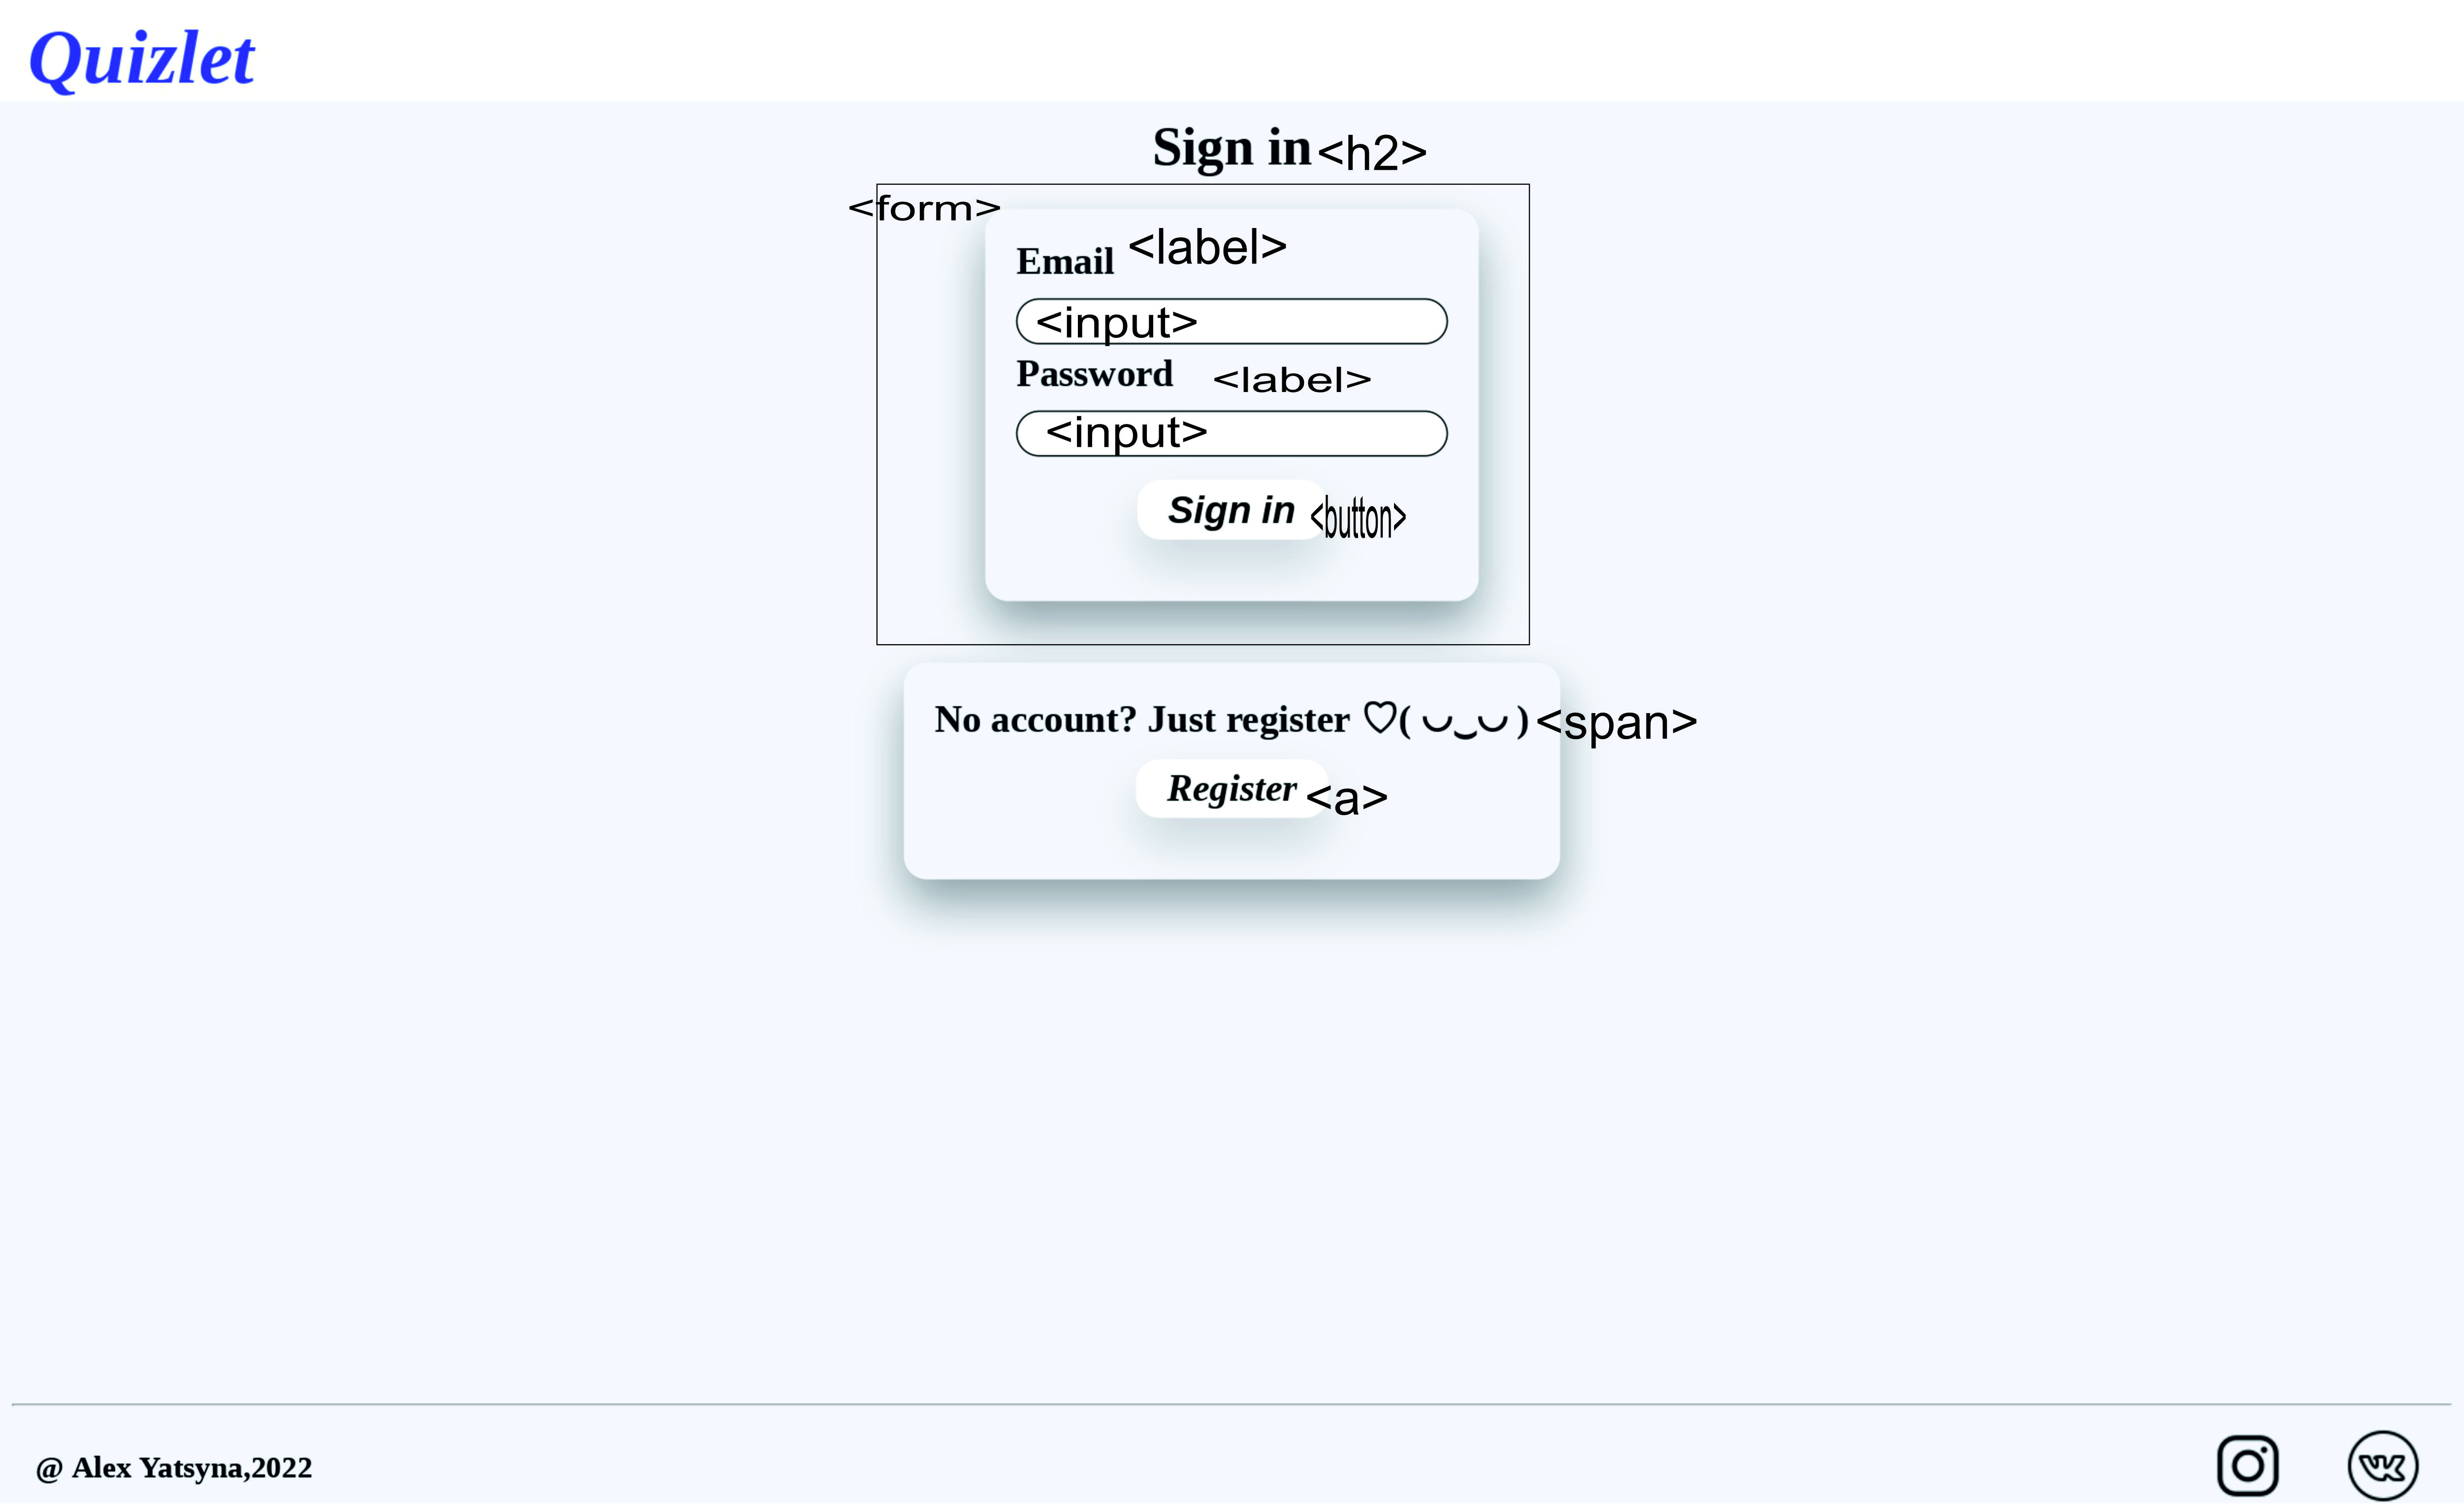 Quizlet
Sign in <h2>
<form>
Email <label>
<input>
Password <label>
<input>
Sign in <button>
No account? Just register ♡( ◡‿◡ ) <span>
Register <a>
@ Alex Yatsyna,2022